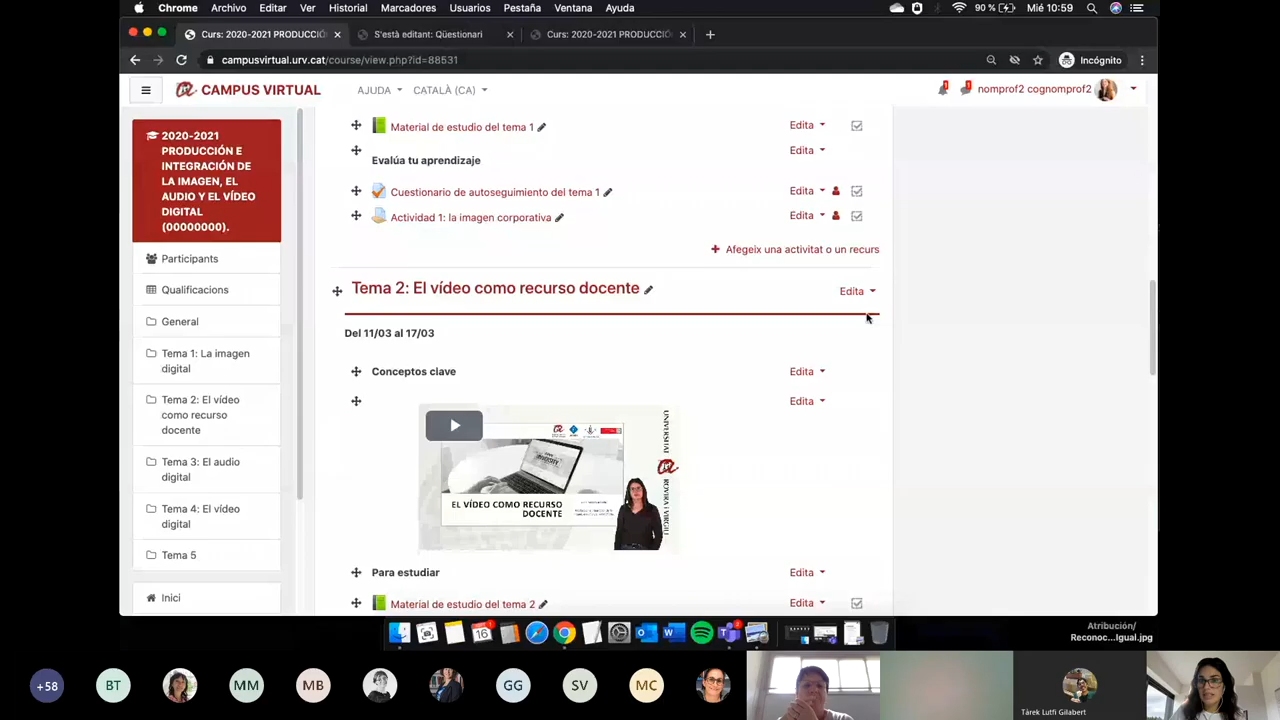 Chrome Archivo Editar Ver Historial Marcadores Usuarios Pestaña Ventana Ayuda 90 % Mié 10:59
Curs: 2020-2021 PRODUCCIÓ S'està editant: Qüestionari Curs: 2020-2021 PRODUCCI
campusvirtual.urv.cat/course/view.php?id=88531 Incógnito
CAMPUS VIRTUAL AJUDA CATALÀ (CA) nomprof2 cognomprof2
2020-2021
PRODUCCIÓN E
INTEGRACIÓN DE
LA IMAGEN, EL
AUDIO Y EL VÍDEO
DIGITAL
(00000000).
Participants
Qualificacions
General
Tema 1: La imagen
digital
Tema 2: El vídeo
como recurso
docente
Tema 3: El audio
digital
Tema 4: El vídeo
digital
Tema 5
Inici
Material de estudio del tema 1 Edita
Edita
Evalúa tu aprendizaje
Cuestionario de autoseguimiento del tema 1 Edita
Actividad 1: la imagen corporativa Edita
Afegeix una activitat o un recurs
Tema 2: El vídeo como recurso docente Edita
Del 11/03 al 17/03
Conceptos clave Edita
Edita
EL VÍDEO COMO RECURSO
DOCENTE
UNIVERSITAT ROVIRA I VIRGILI
Para estudiar Edita
Material de estudio del tema 2 Edita
16
1
Atribución/
Reconoc...Igual.jpg
+58 BT MM MB GG SV MC
Tàrek Lutfi Gilabert